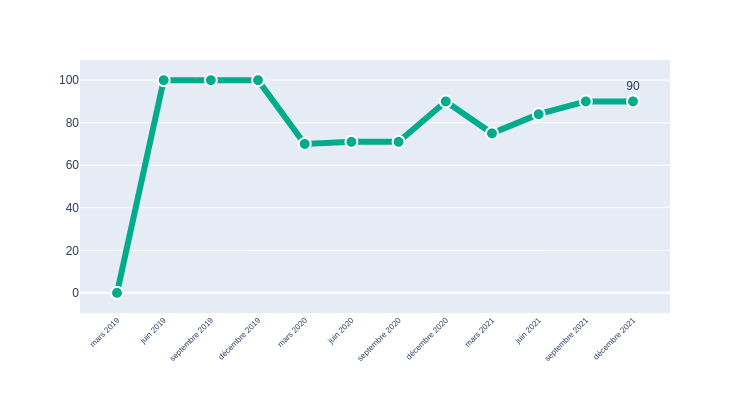 100
80
60
40
20
0
90
mars 2019
juin 2019
septembre 2019
décembre 2019
mars 2020
juin 2020
septembre 2020
décembre 2020
mars 2021
juin 2021
septembre 2021
décembre 2021